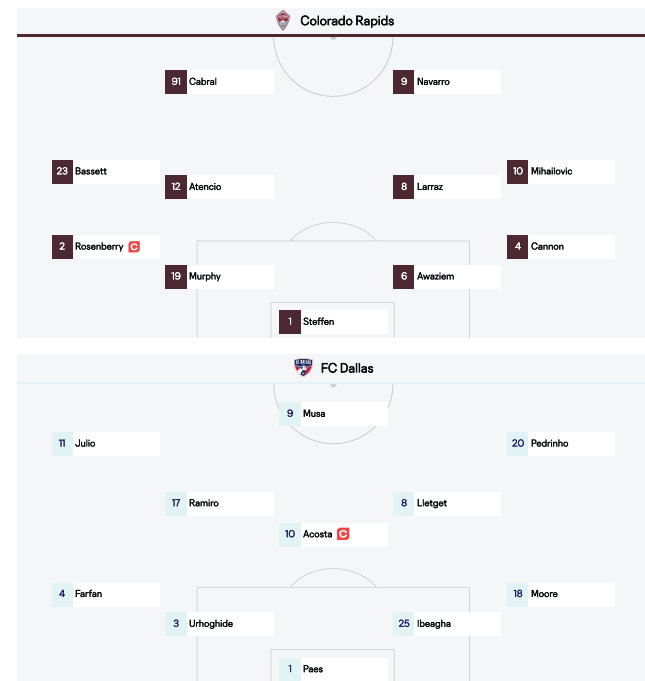 Colorado Rapids
91 Cabral
9 Navarro
23 Bassett
10 Mihailovic
12 Atencio
8 Larraz
2 Rosenberry C
4 Cannon
19 Murphy
6 Awaziem
1 Steffen
FC DALLAS
FC Dallas
9 Musa
11 Julio
20 Pedrinho
17 Ramiro
8 Lletget
10 Acosta C
4 Farfan
18 Moore
3 Urhoghide
25 Ibeagha
1 Paes